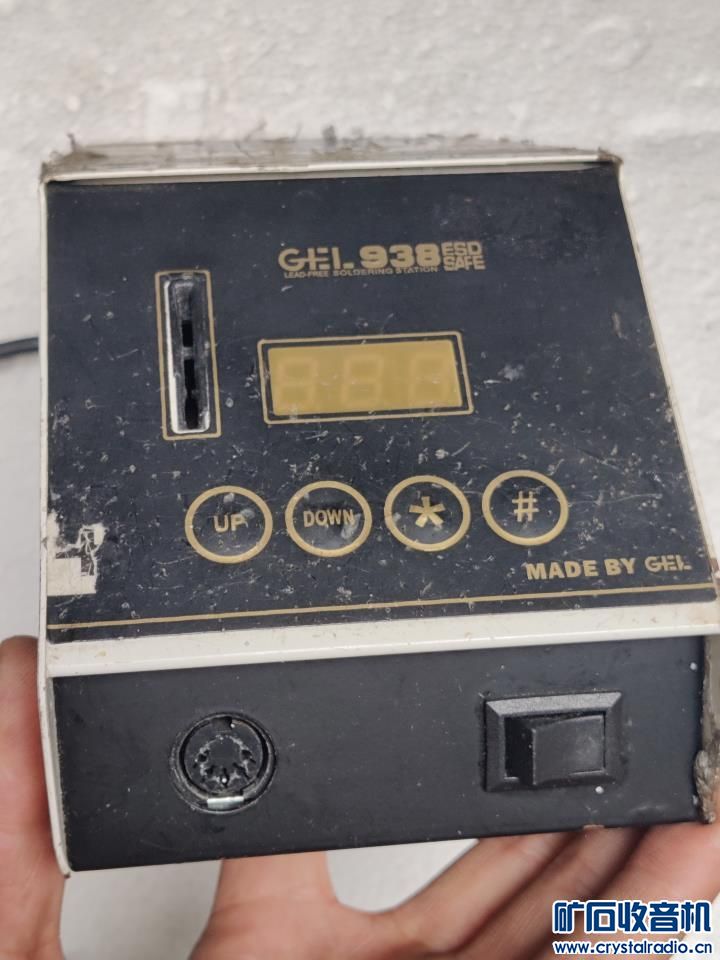 GEL 938 ESD SAFE
LEAD-FREE SOLDERING STATION
UP DOWN * #
MADE BY GEL
矿石收音机
www.crystalradio.cn